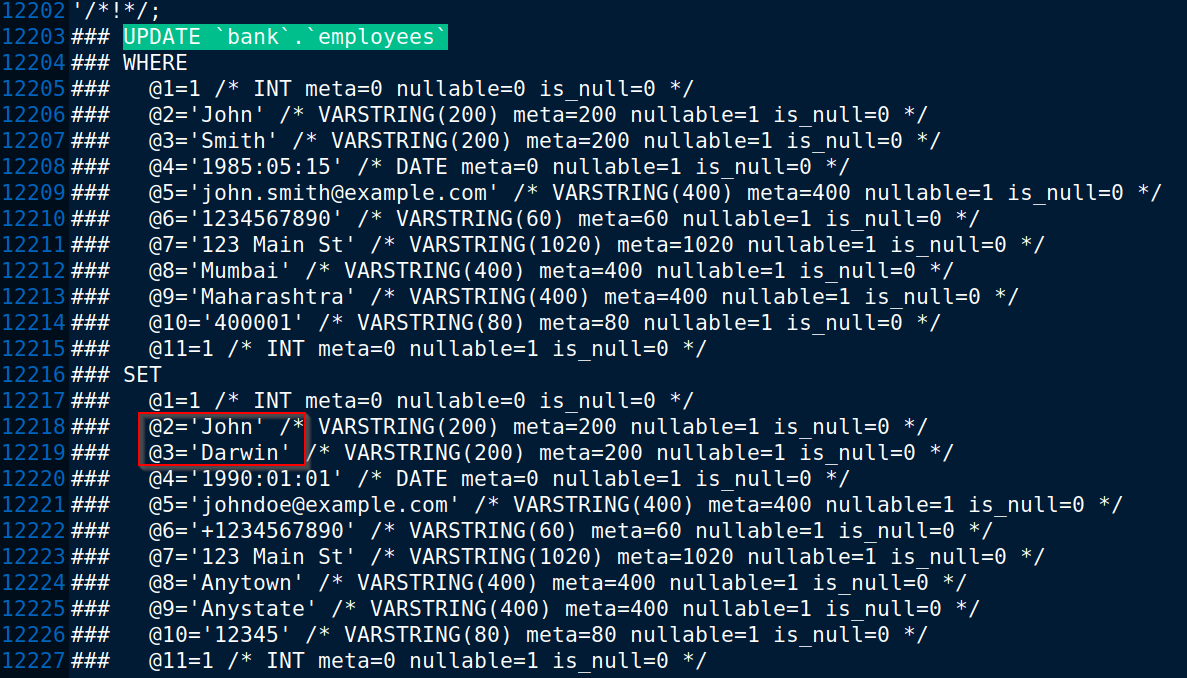 12202 '/*!*/;
12203 ### UPDATE `bank`.`employees`
12204 ### WHERE
12205 ###   @1=1 /* INT meta=0 nullable=0 is_null=0 */
12206 ###   @2='John' /* VARSTRING(200) meta=200 nullable=1 is_null=0 */
12207 ###   @3='Smith' /* VARSTRING(200) meta=200 nullable=1 is_null=0 */
12208 ###   @4='1985:05:15' /* DATE meta=0 nullable=1 is_null=0 */
12209 ###   @5='john.smith@example.com' /* VARSTRING(400) meta=400 nullable=1 is_null=0 */
12210 ###   @6='1234567890' /* VARSTRING(60) meta=60 nullable=1 is_null=0 */
12211 ###   @7='123 Main St' /* VARSTRING(1020) meta=1020 nullable=1 is_null=0 */
12212 ###   @8='Mumbai' /* VARSTRING(400) meta=400 nullable=1 is_null=0 */
12213 ###   @9='Maharashtra' /* VARSTRING(400) meta=400 nullable=1 is_null=0 */
12214 ###   @10='400001' /* VARSTRING(80) meta=80 nullable=1 is_null=0 */
12215 ###   @11=1 /* INT meta=0 nullable=1 is_null=0 */
12216 ### SET
12217 ###   @1=1 /* INT meta=0 nullable=0 is_null=0 */
12218 ###   @2='John' /* VARSTRING(200) meta=200 nullable=1 is_null=0 */
12219 ###   @3='Darwin' /* VARSTRING(200) meta=200 nullable=1 is_null=0 */
12220 ###   @4='1990:01:01' /* DATE meta=0 nullable=1 is_null=0 */
12221 ###   @5='johndoe@example.com' /* VARSTRING(400) meta=400 nullable=1 is_null=0 */
12222 ###   @6='+1234567890' /* VARSTRING(60) meta=60 nullable=1 is_null=0 */
12223 ###   @7='123 Main St' /* VARSTRING(1020) meta=1020 nullable=1 is_null=0 */
12224 ###   @8='Anytown' /* VARSTRING(400) meta=400 nullable=1 is_null=0 */
12225 ###   @9='Anystate' /* VARSTRING(400) meta=400 nullable=1 is_null=0 */
12226 ###   @10='12345' /* VARSTRING(80) meta=80 nullable=1 is_null=0 */
12227 ###   @11=1 /* INT meta=0 nullable=1 is_null=0 */